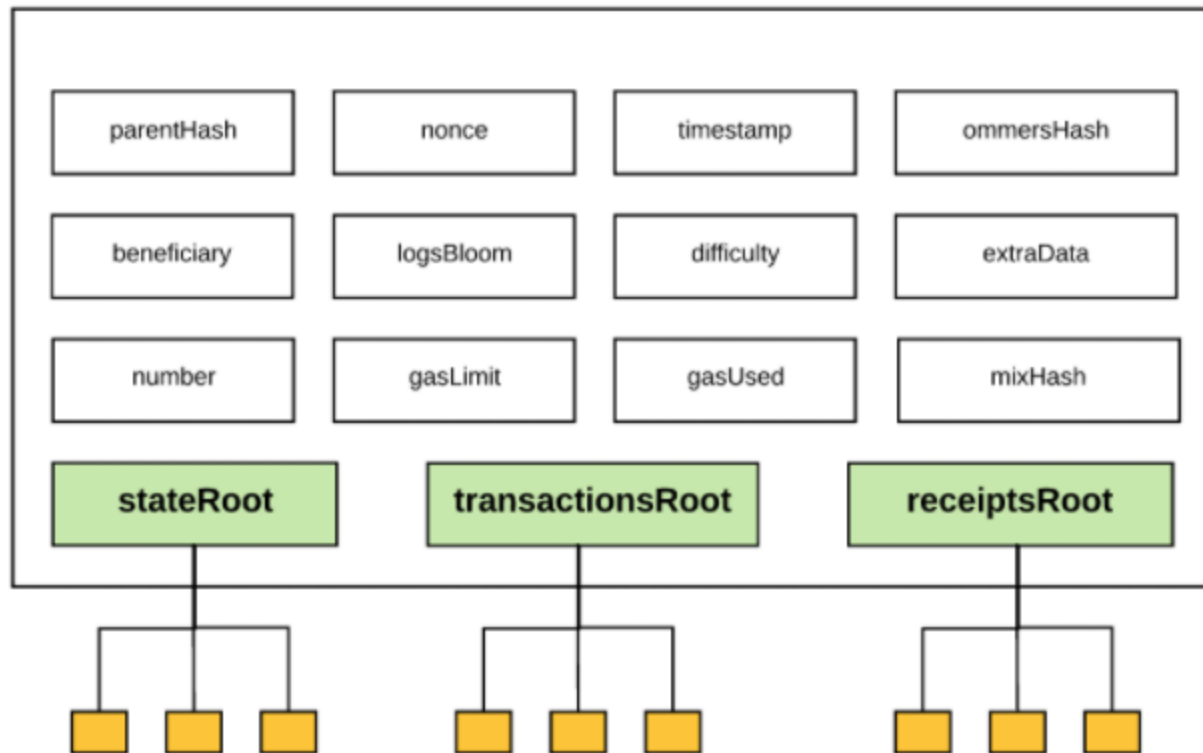 parentHash
nonce
timestamp
ommersHash
beneficiary
logsBloom
difficulty
extraData
number
gasLimit
gasUsed
mixHash
stateRoot
transactionsRoot
receiptsRoot